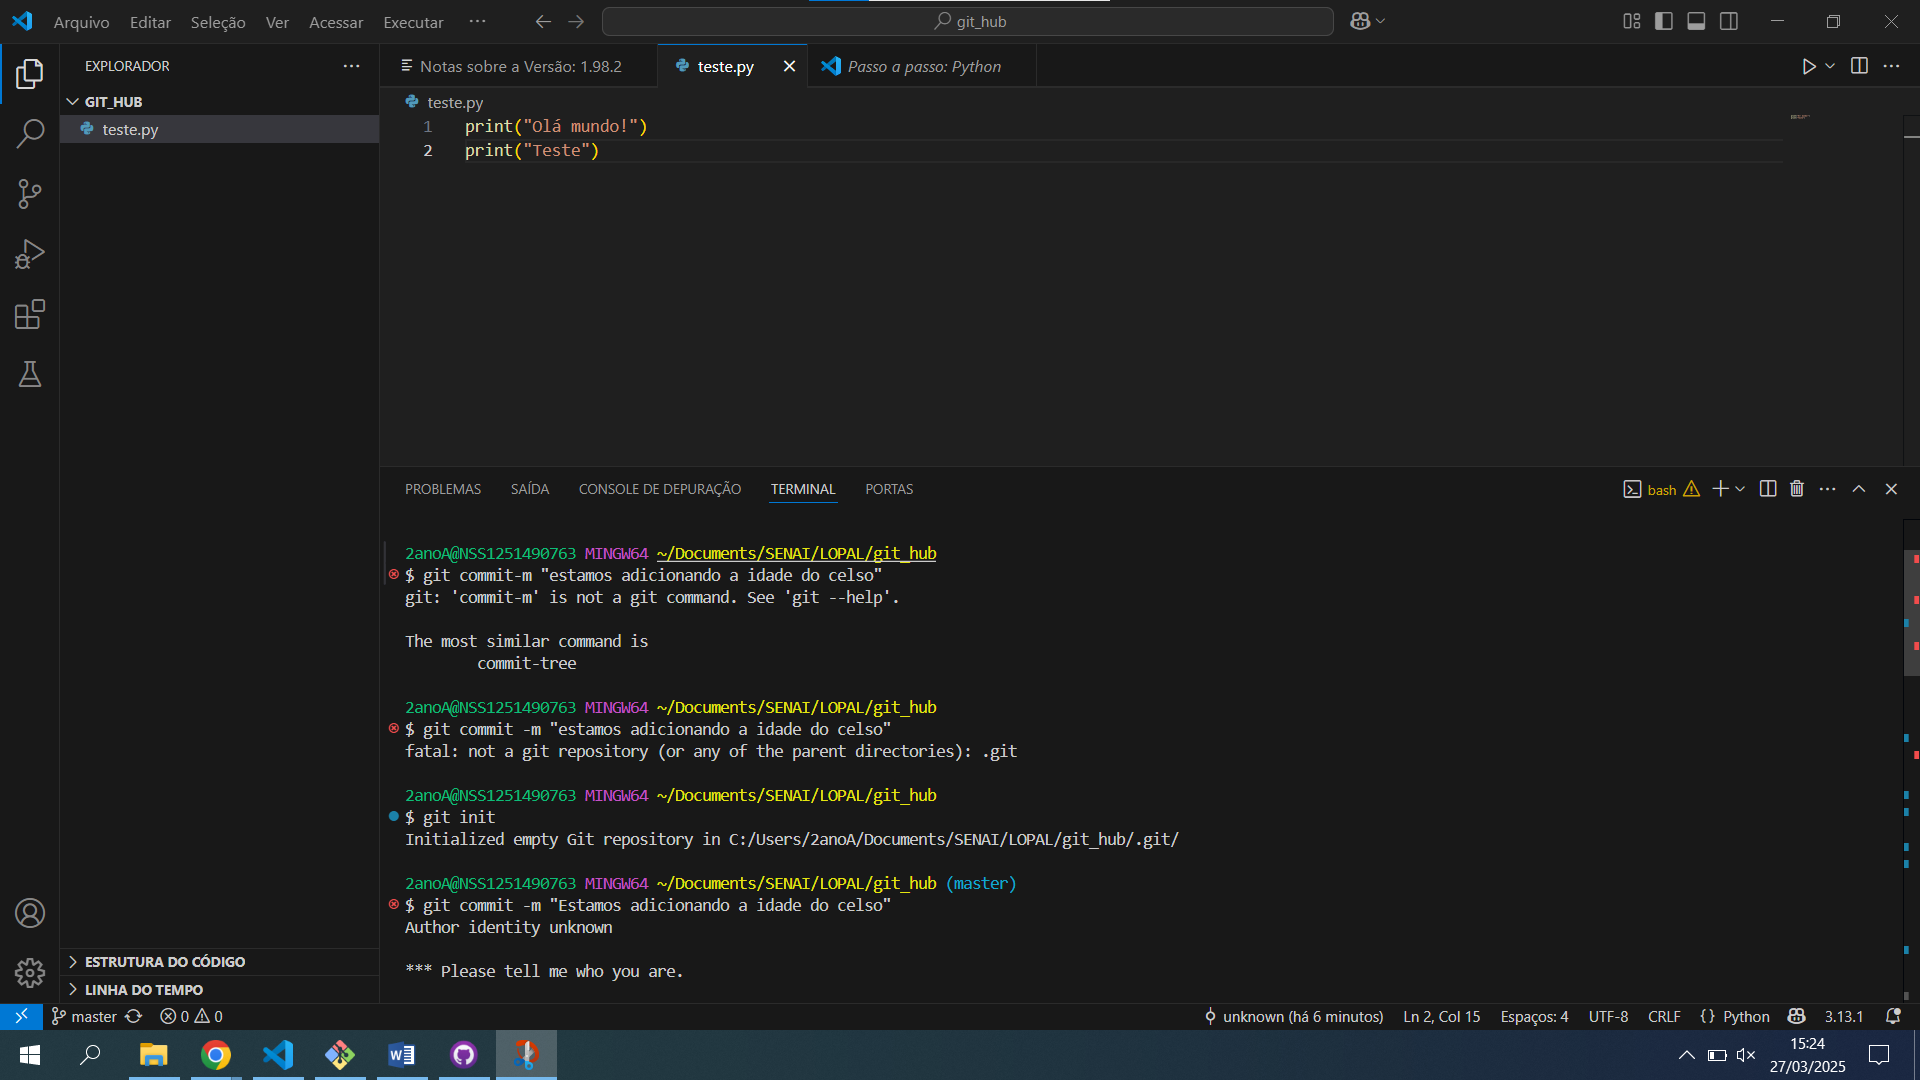 Arquivo Editar Seleção Ver Acessar Executar ··· git_hub
EXPLORADOR ···
GIT_HUB
teste.py
Notas sobre a Versão: 1.98.2 teste.py Passo a passo: Python
teste.py
1 print("Olá mundo!")
2 print("Teste")
PROBLEMAS SAÍDA CONSOLE DE DEPURAÇÃO TERMINAL PORTAS bash
2anoA@NSS1251490763 MINGW64 ~/Documents/SENAI/LOPAL/git_hub
$ git commit-m "estamos adicionando a idade do celso"
git: 'commit-m' is not a git command. See 'git --help'.
The most similar command is
commit-tree
2anoA@NSS1251490763 MINGW64 ~/Documents/SENAI/LOPAL/git_hub
$ git commit -m "estamos adicionando a idade do celso"
fatal: not a git repository (or any of the parent directories): .git
2anoA@NSS1251490763 MINGW64 ~/Documents/SENAI/LOPAL/git_hub
$ git init
Initialized empty Git repository in C:/Users/2anoA/Documents/SENAI/LOPAL/git_hub/.git/
2anoA@NSS1251490763 MINGW64 ~/Documents/SENAI/LOPAL/git_hub (master)
$ git commit -m "Estamos adicionando a idade do celso"
Author identity unknown
*** Please tell me who you are.
ESTRUTURA DO CÓDIGO
LINHA DO TEMPO
master 0 0 unknown (há 6 minutos) Ln 2, Col 15 Espaços: 4 UTF-8 CRLF {} Python 3.13.1
15:24
27/03/2025